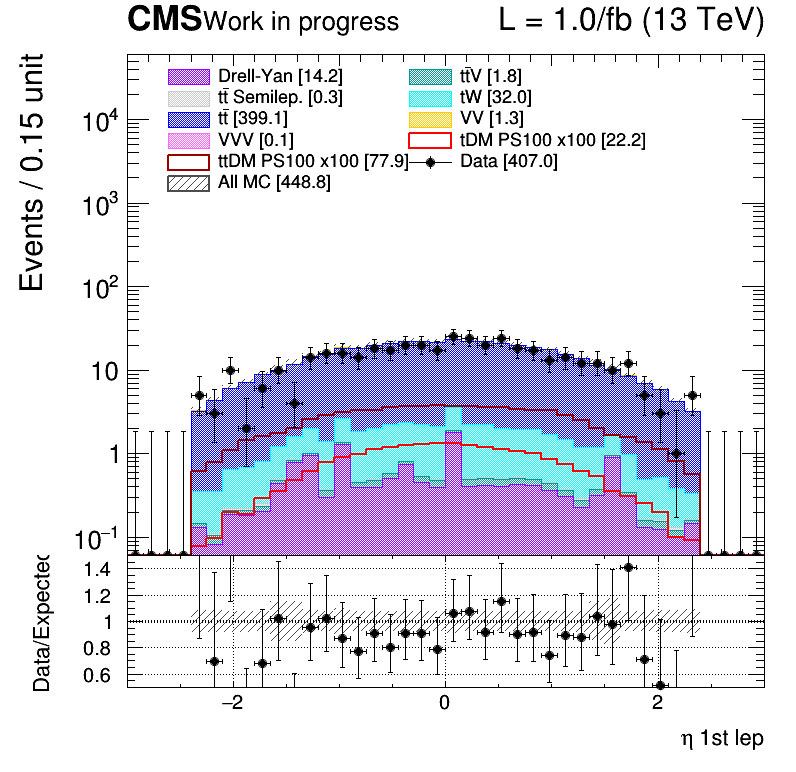 CMS Work in progress L = 1.0/fb (13 TeV)
Events / 0.15 unit
Drell-Yan [14.2] tt̄V [1.8]
tt̄ Semilep. [0.3] tW [32.0]
tt̄ [399.1] VV [1.3]
VVV [0.1] tDM PS100 x100 [22.2]
ttDM PS100 x100 [77.9] Data [407.0]
All MC [448.8]
10⁴
10³
10²
10
1
10⁻¹
Data/Expected
1.4
1.2
1
0.8
0.6
−2 0 2
η 1st lep